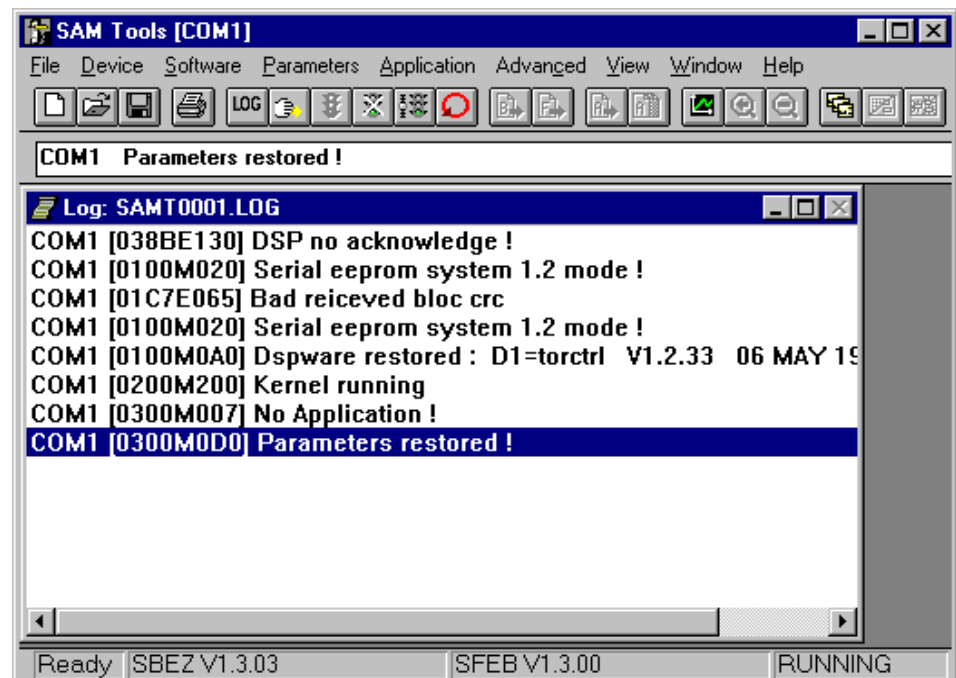 SAM Tools [COM1]
File Device Software Parameters Application Advanced View Window Help
LOG
COM1 Parameters restored !
Log: SAMT0001.LOG
COM1 [038BE130] DSP no acknowledge !
COM1 [0100M020] Serial eeprom system 1.2 mode !
COM1 [01C7E065] Bad reiceved bloc crc
COM1 [0100M020] Serial eeprom system 1.2 mode !
COM1 [0100M0A0] Dspware restored : D1=torctrl V1.2.33 06 MAY 19
COM1 [0200M200] Kernel running
COM1 [0300M007] No Application !
COM1 [0300M0D0] Parameters restored !
Ready SBEZ V1.3.03 SFEB V1.3.00 RUNNING